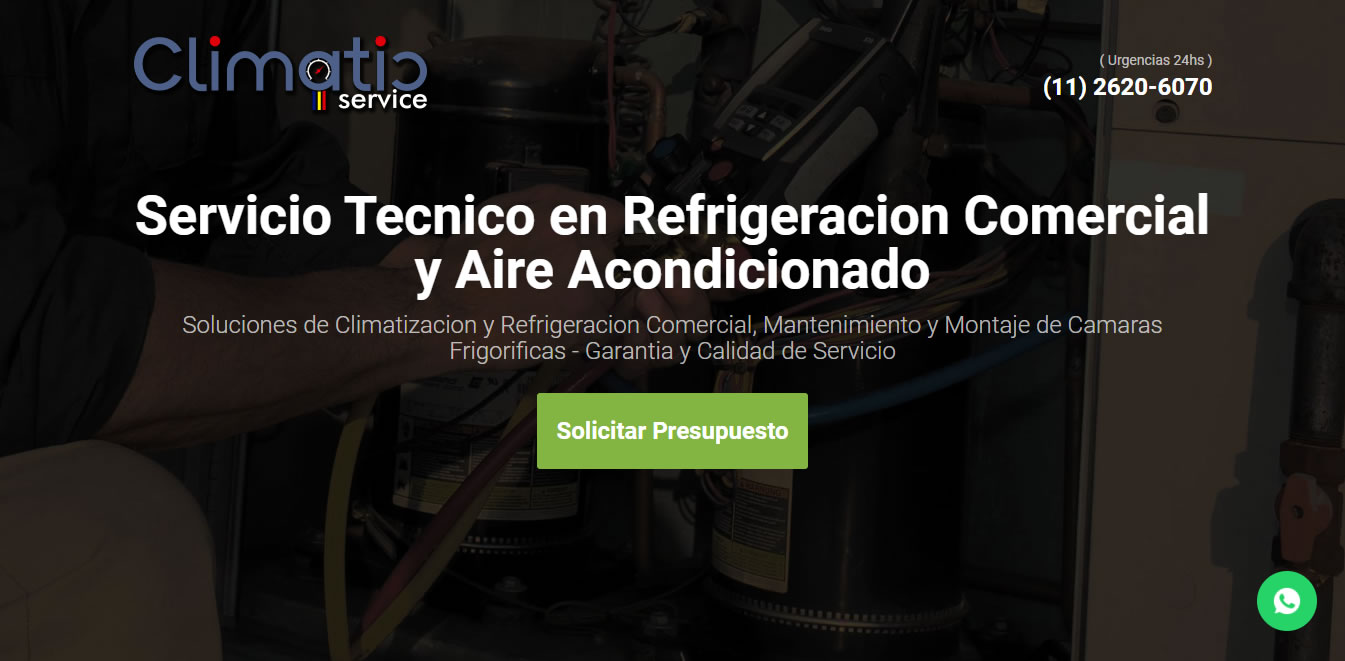 Climatic
service
( Urgencias 24hs )
(11) 2620-6070
Servicio Tecnico en Refrigeracion Comercial
y Aire Acondicionado
Soluciones de Climatizacion y Refrigeracion Comercial, Mantenimiento y Montaje de Camaras
Frigorificas - Garantia y Calidad de Servicio
Solicitar Presupuesto